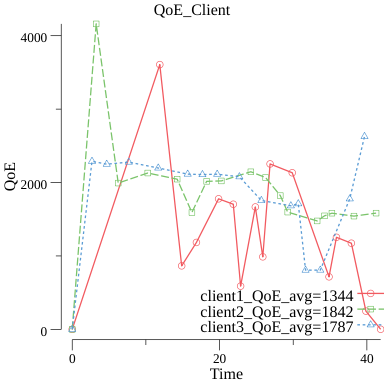 QoE_Client
4000
QoE
2000
client1_QoE_avg=1344
client2_QoE_avg=1842
client3_QoE_avg=1787
0
0 20 40
Time